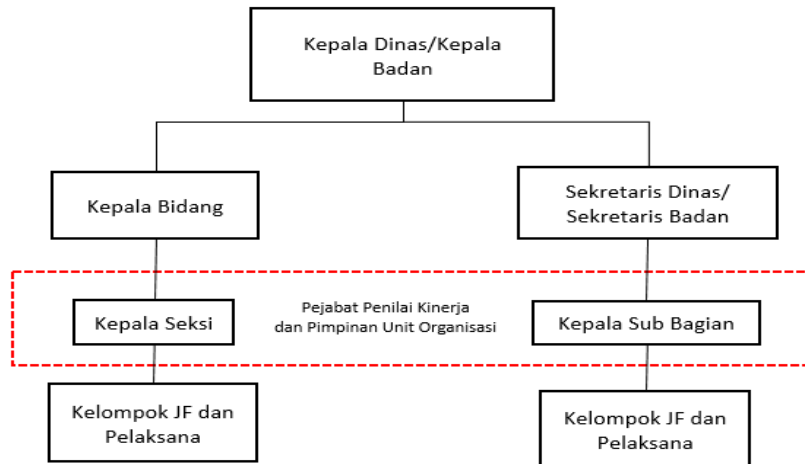 Kepala Dinas/Kepala
Badan
Kepala Bidang
Sekretaris Dinas/
Sekretaris Badan
Kepala Seksi
Pejabat Penilai Kinerja
dan Pimpinan Unit Organisasi
Kepala Sub Bagian
Kelompok JF dan
Pelaksana
Kelompok JF dan
Pelaksana